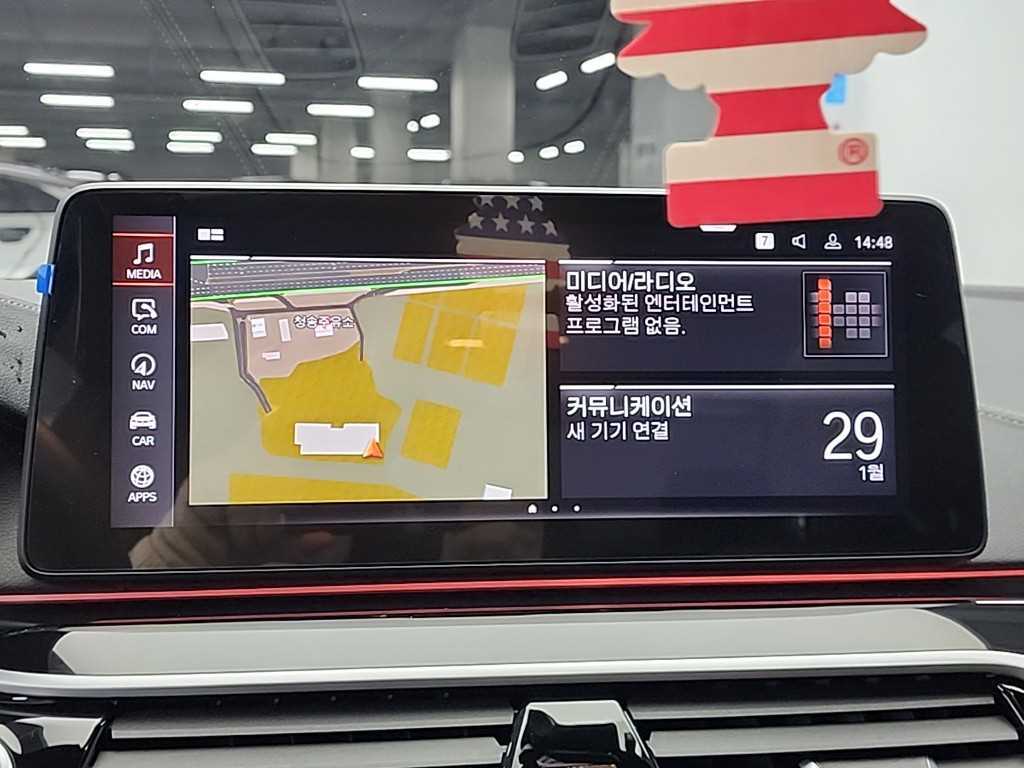 ®
7
14:48
MEDIA
COM
NAV
CAR
APPS
청송주유소
미디어/라디오
활성화된 엔터테인먼트
프로그램 없음.
커뮤니케이션
새 기기 연결
29
1월